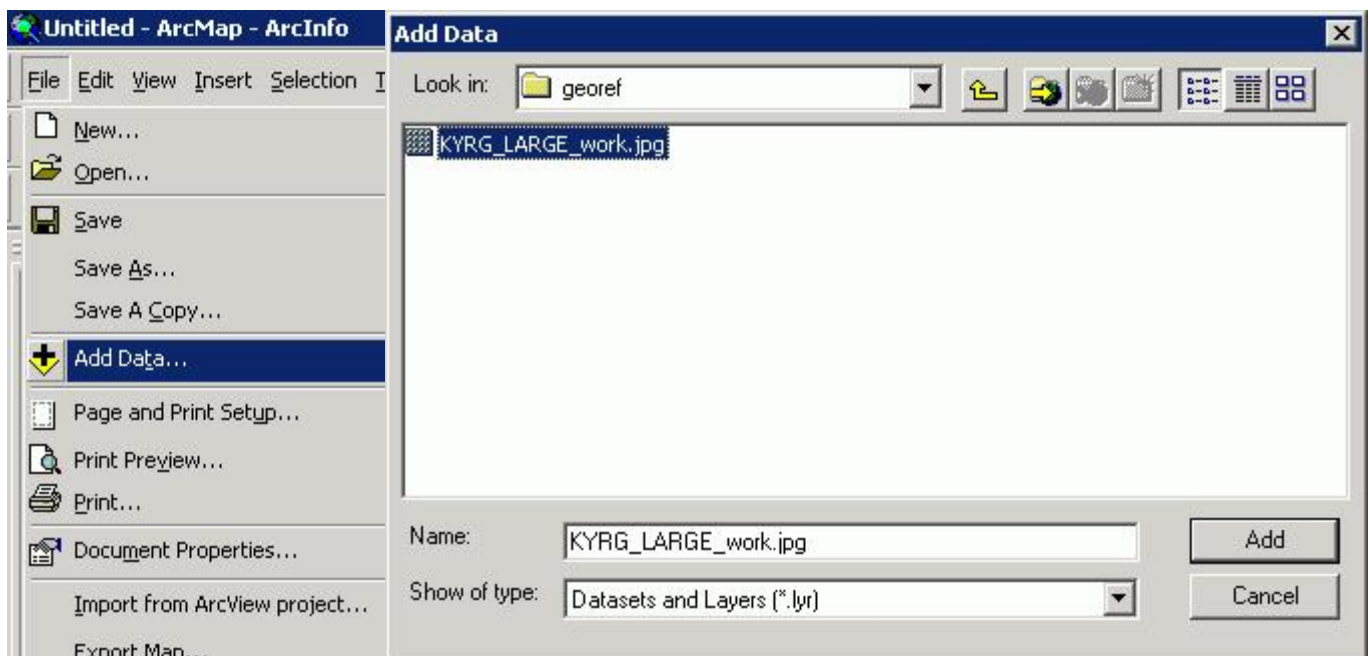 Untitled - ArcMap - ArcInfo
File Edit View Insert Selection T
New...
Open...
Save
Save As...
Save A Copy...
Add Data...
Page and Print Setup...
Print Preview...
Print...
Document Properties...
Import from ArcView project...
Export Map...
Add Data
Look in: georef
KYRG_LARGE_work.jpg
Name: KYRG_LARGE_work.jpg
Add
Show of type: Datasets and Layers (*.lyr)
Cancel